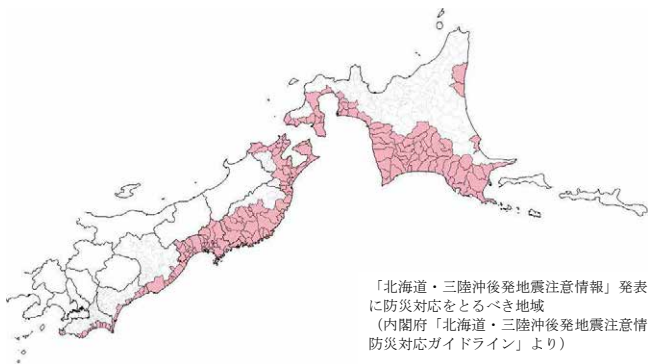 「北海道・三陸沖後発地震注意情報」発表
に防災対応をとるべき地域
（内閣府「北海道・三陸沖後発地震注意情
防災対応ガイドライン」より）